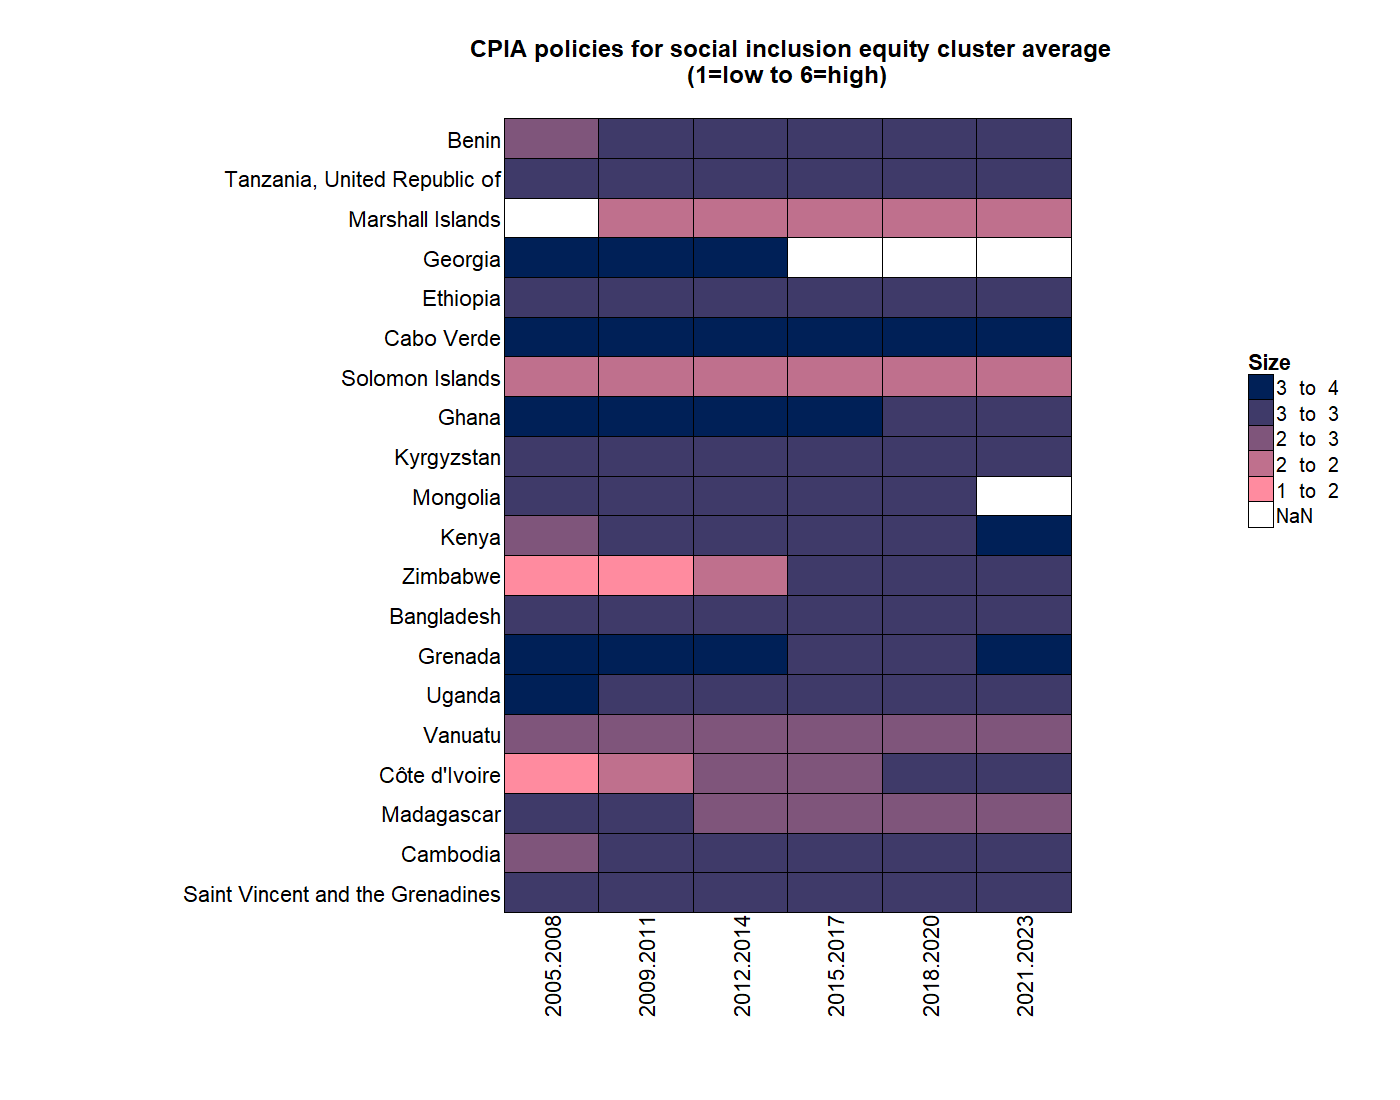 CPIA policies for social inclusion equity cluster average
(1=low to 6=high)
Benin
Tanzania, United Republic of
Marshall Islands
Georgia
Ethiopia
Cabo Verde
Solomon Islands
Ghana
Kyrgyzstan
Mongolia
Kenya
Zimbabwe
Bangladesh
Grenada
Uganda
Vanuatu
Côte d'Ivoire
Madagascar
Cambodia
Saint Vincent and the Grenadines
2005.2008
2009.2011
2012.2014
2015.2017
2018.2020
2021.2023
Size
3 to 4
3 to 3
2 to 3
2 to 2
1 to 2
NaN